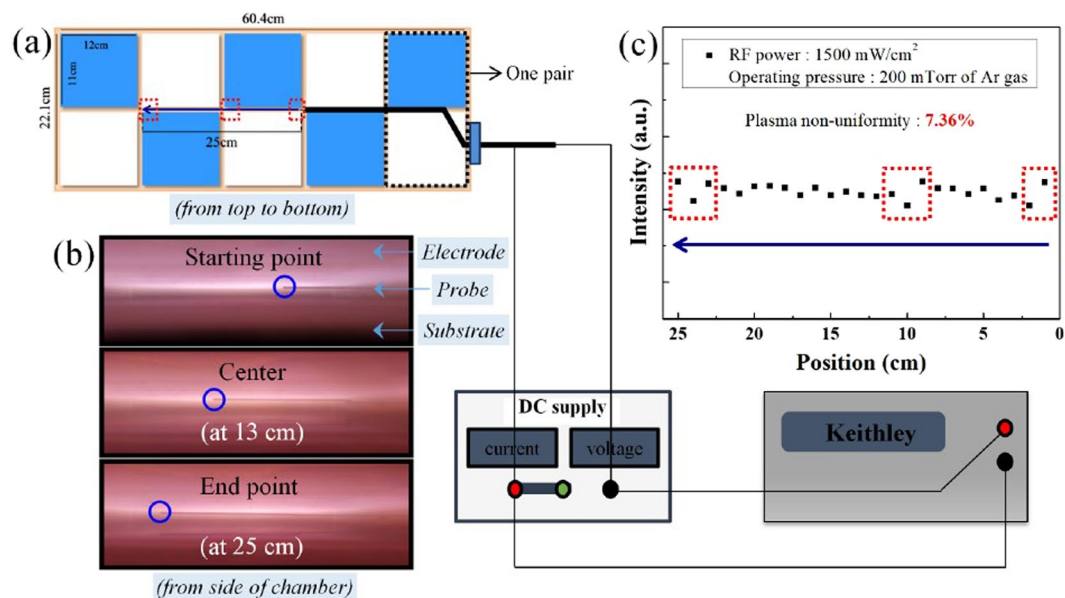 (a)
60.4cm
12cm
11cm
22.1cm
25cm
One pair
(from top to bottom)
(b)
Starting point
Electrode
Probe
Substrate
Center
(at 13 cm)
End point
(at 25 cm)
(from side of chamber)
(c)
RF power : 1500 mW/cm²
Operating pressure : 200 mTorr of Ar gas
Plasma non-uniformity : 7.36%
Intensity (a.u.)
25 20 15 10 5 0
Position (cm)
DC supply
current voltage
Keithley